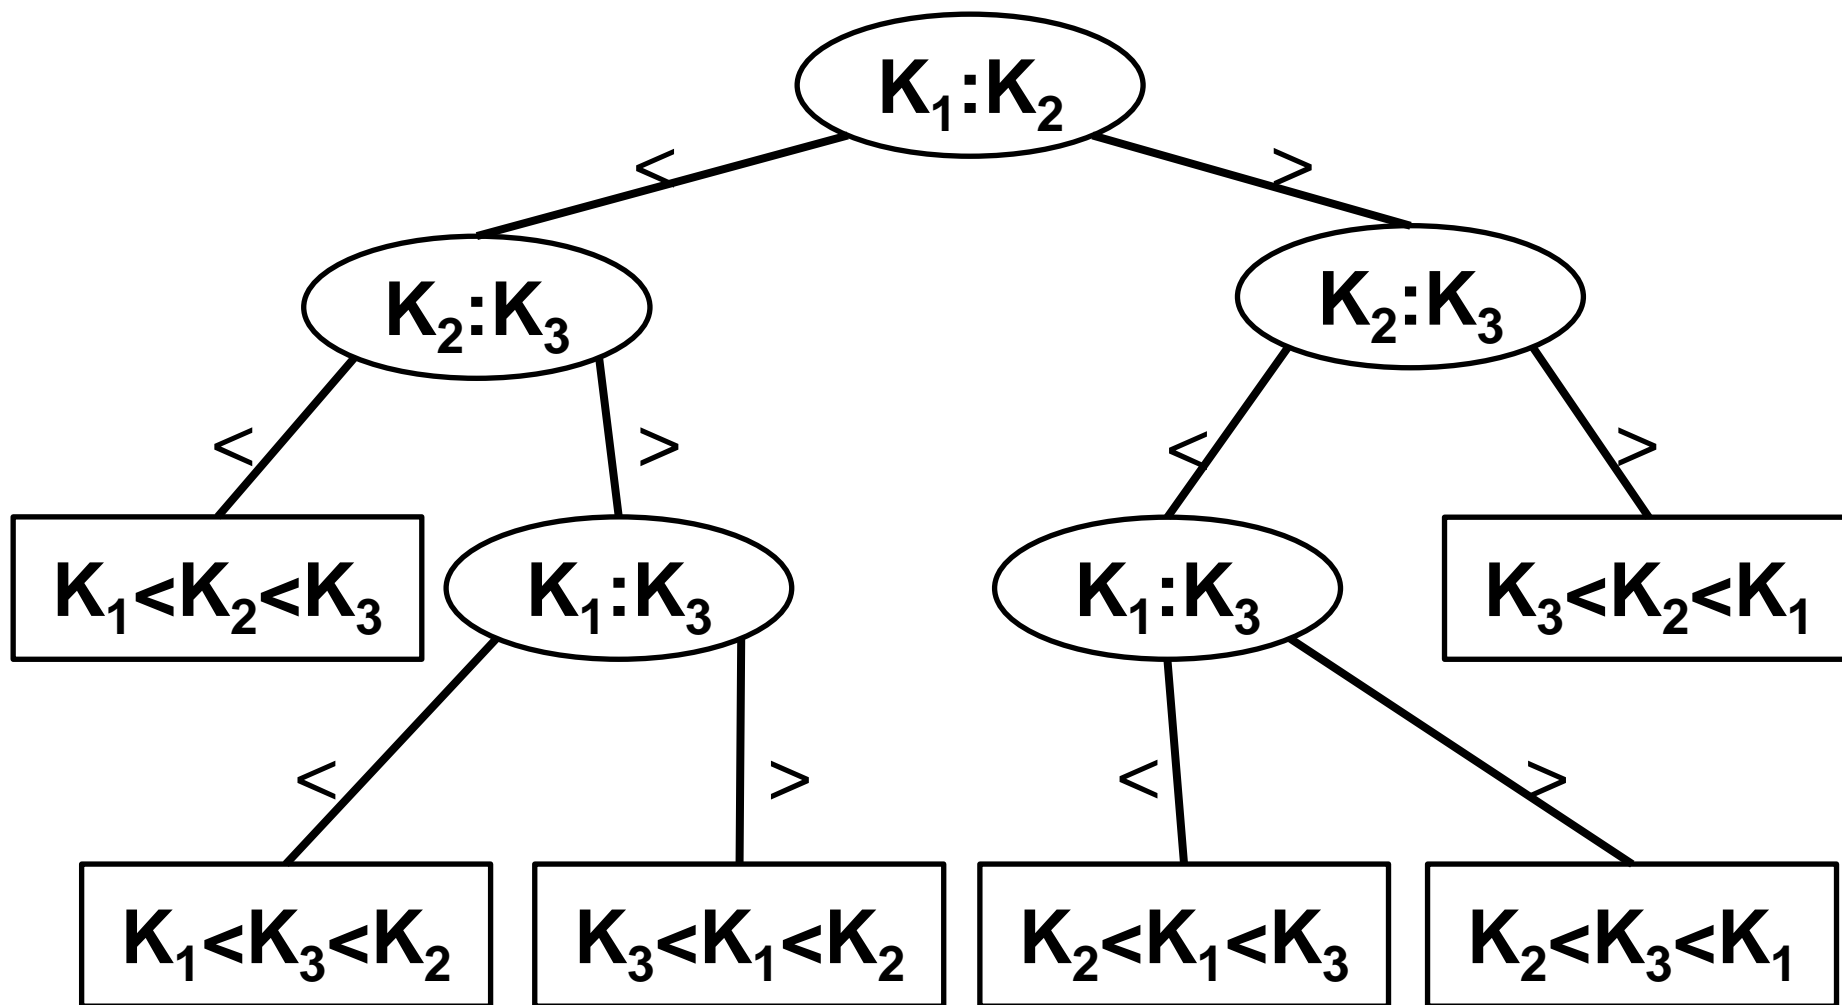 K₁:K₂
< >
K₂:K₃ K₂:K₃
< > < >
K₁<K₂<K₃ K₁:K₃ K₁:K₃ K₃<K₂<K₁
< > < >
K₁<K₃<K₂ K₃<K₁<K₂ K₂<K₁<K₃ K₂<K₃<K₁